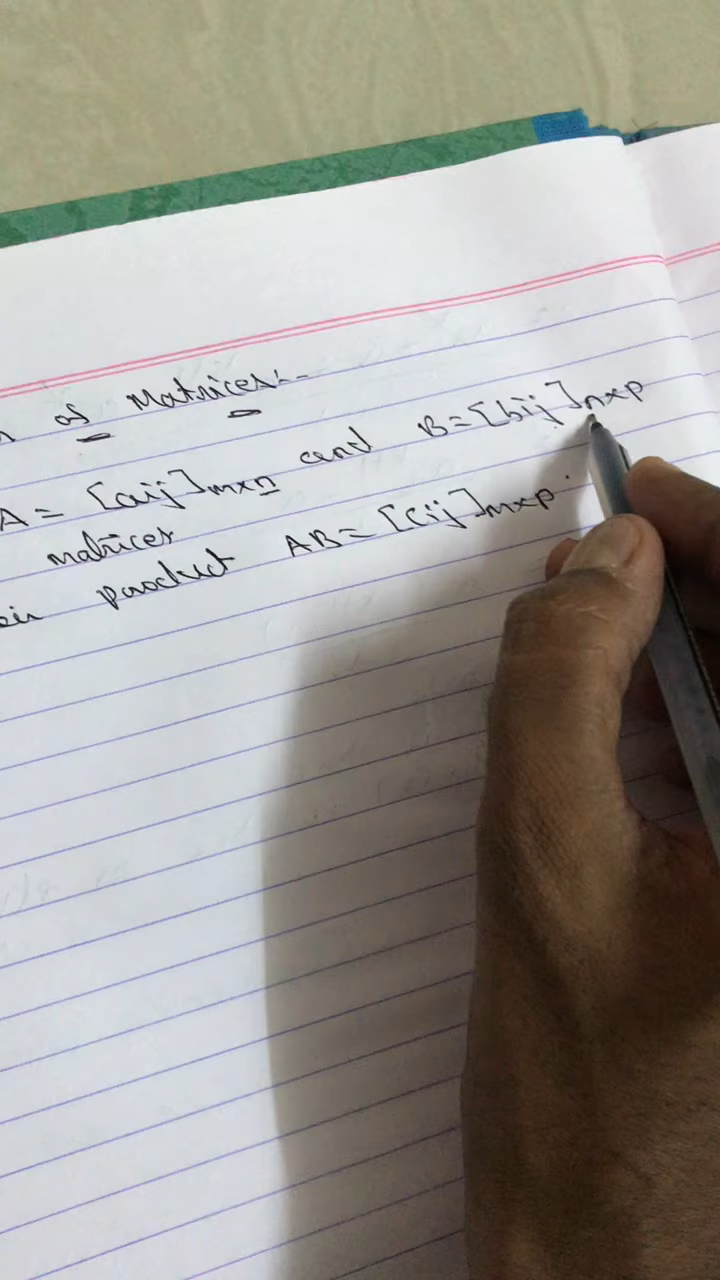 of Matrices:-
A = [aij]mxn and B = [bij]nxp
matrices
product AB = [cij]mxp.